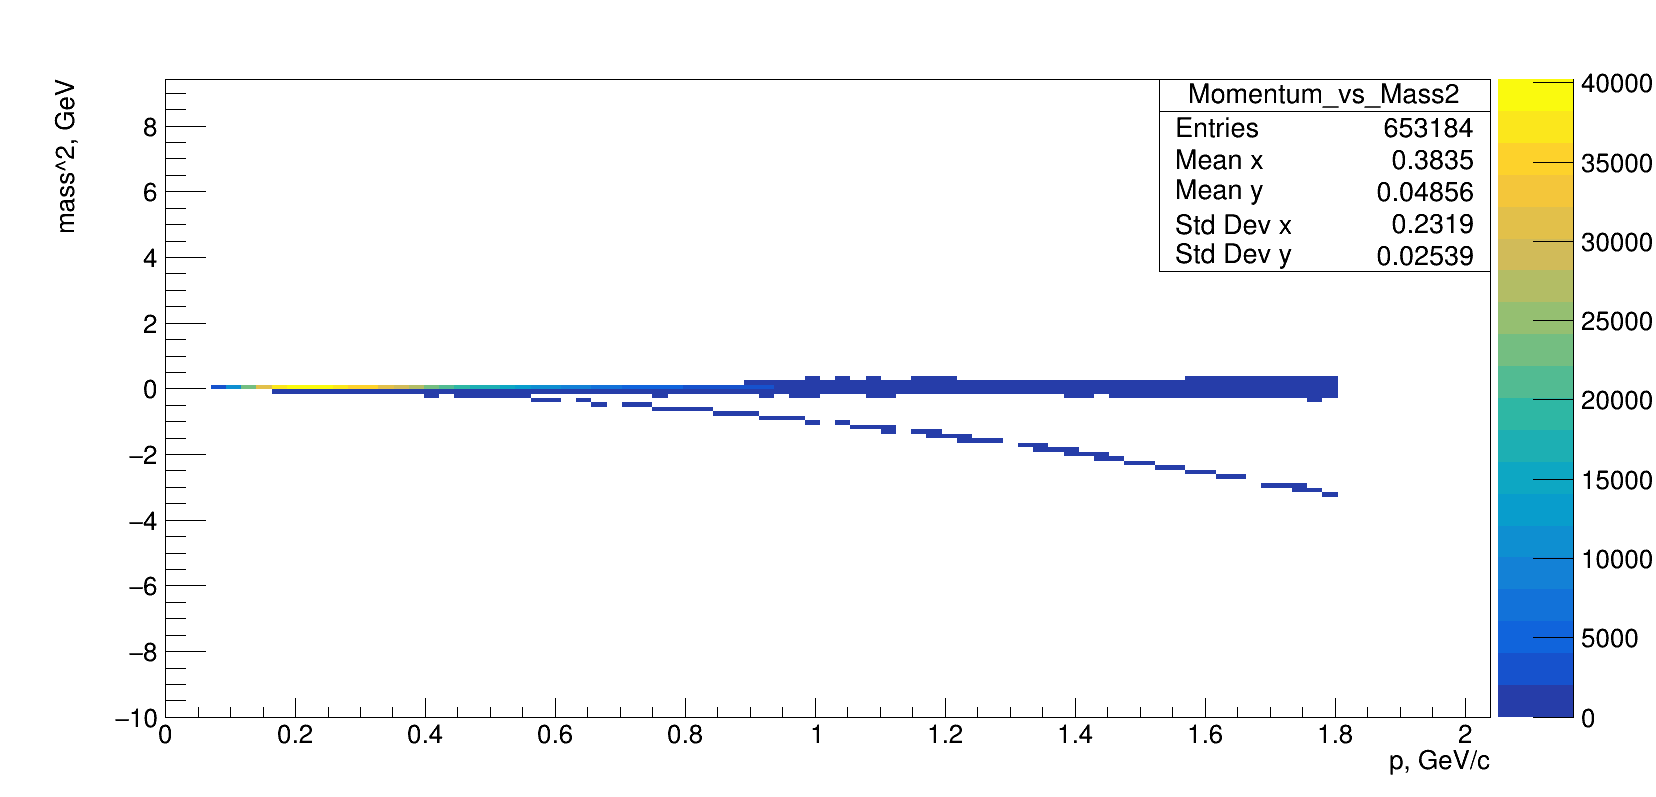 mass^2, GeV
8
6
4
2
0
−2
−4
−6
−8
−10
Momentum_vs_Mass2
Entries 653184
Mean x 0.3835
Mean y 0.04856
Std Dev x 0.2319
Std Dev y 0.02539
40000
35000
30000
25000
20000
15000
10000
5000
0
0 0.2 0.4 0.6 0.8 1 1.2 1.4 1.6 1.8 2
p, GeV/c